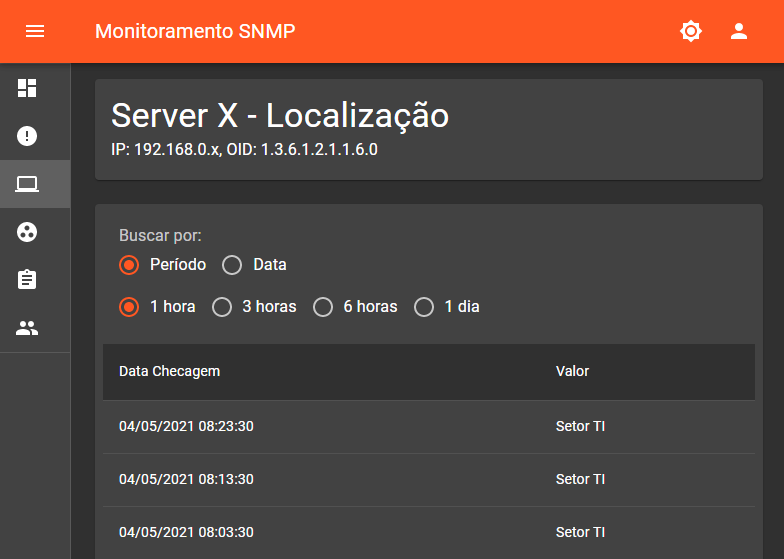 Monitoramento SNMP
Server X - Localização
IP: 192.168.0.x, OID: 1.3.6.1.2.1.1.6.0
Buscar por:
Período Data
1 hora 3 horas 6 horas 1 dia
Data Checagem Valor
04/05/2021 08:23:30 Setor TI
04/05/2021 08:13:30 Setor TI
04/05/2021 08:03:30 Setor TI